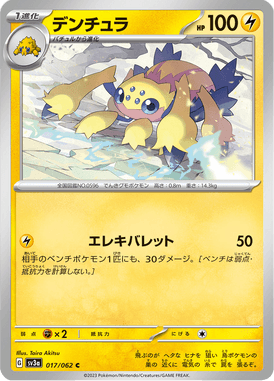 1進化
デンチュラ
HP 100
バチュルから進化
全国図鑑NO.0596 でんきグモポケモン 高さ：0.8m 重さ：14.3kg
エレキバレット 50
相手のベンチポケモン1匹にも、30ダメージ。［ベンチは弱点・
抵抗力を計算しない。］
弱点 ×2 抵抗力 にげる
Illus. Taira Akitsu
G sv3a 017/062 C
©2023 Pokémon/Nintendo/Creatures/GAME FREAK.